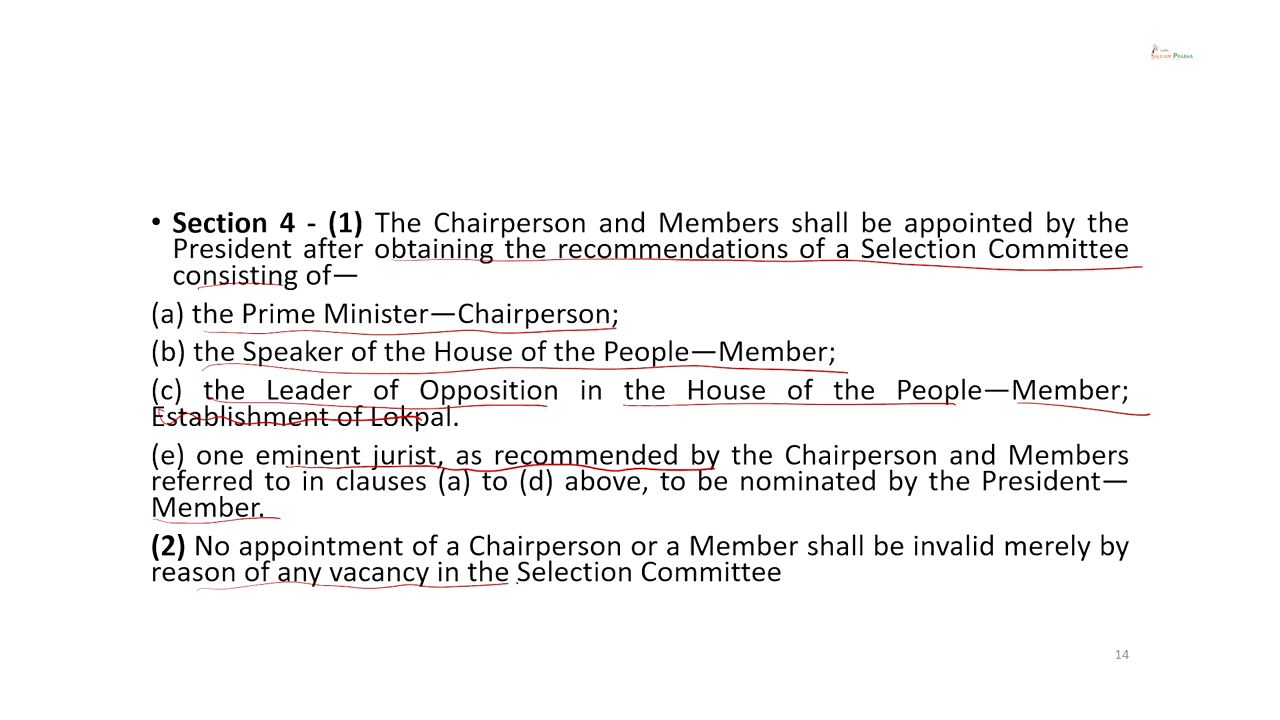 SWAYAM PRABHA
• Section 4 - (1) The Chairperson and Members shall be appointed by the
President after obtaining the recommendations of a Selection Committee
consisting of—
(a) the Prime Minister—Chairperson;
(b) the Speaker of the House of the People—Member;
(c) the Leader of Opposition in the House of the People—Member;
Establishment of Lokpal.
(e) one eminent jurist, as recommended by the Chairperson and Members
referred to in clauses (a) to (d) above, to be nominated by the President—
Member.
(2) No appointment of a Chairperson or a Member shall be invalid merely by
reason of any vacancy in the Selection Committee
14